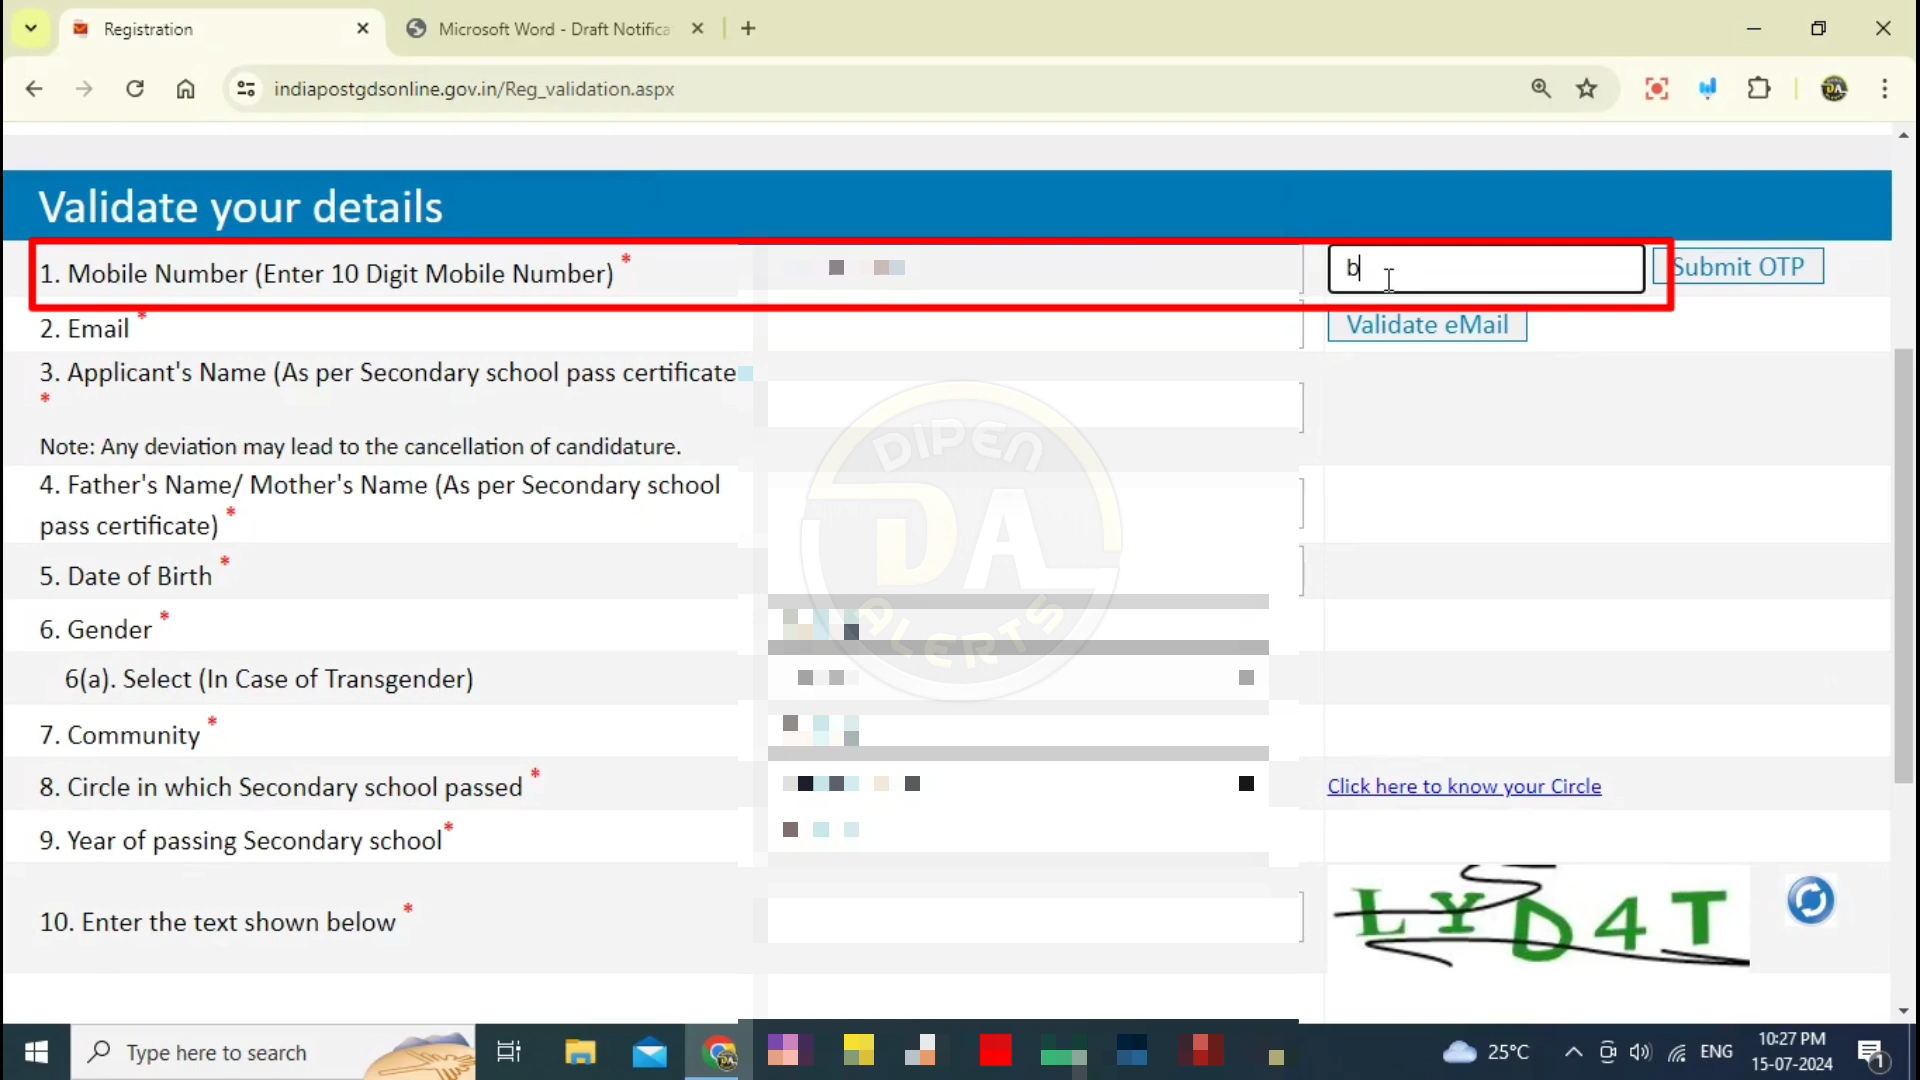 Registration
Microsoft Word - Draft Notifica
indiapostgdsonline.gov.in/Reg_validation.aspx
Validate your details
1. Mobile Number (Enter 10 Digit Mobile Number) *
b
Submit OTP
2. Email *
Validate eMail
3. Applicant's Name (As per Secondary school pass certificate
*
Note: Any deviation may lead to the cancellation of candidature.
4. Father's Name/ Mother's Name (As per Secondary school
pass certificate) *
5. Date of Birth *
6. Gender *
6(a). Select (In Case of Transgender)
7. Community *
8. Circle in which Secondary school passed *
Click here to know your Circle
9. Year of passing Secondary school *
10. Enter the text shown below *
LYD4T
DIPEN
DA
ALERTS
Type here to search
25°C
ENG
10:27 PM
15-07-2024
1